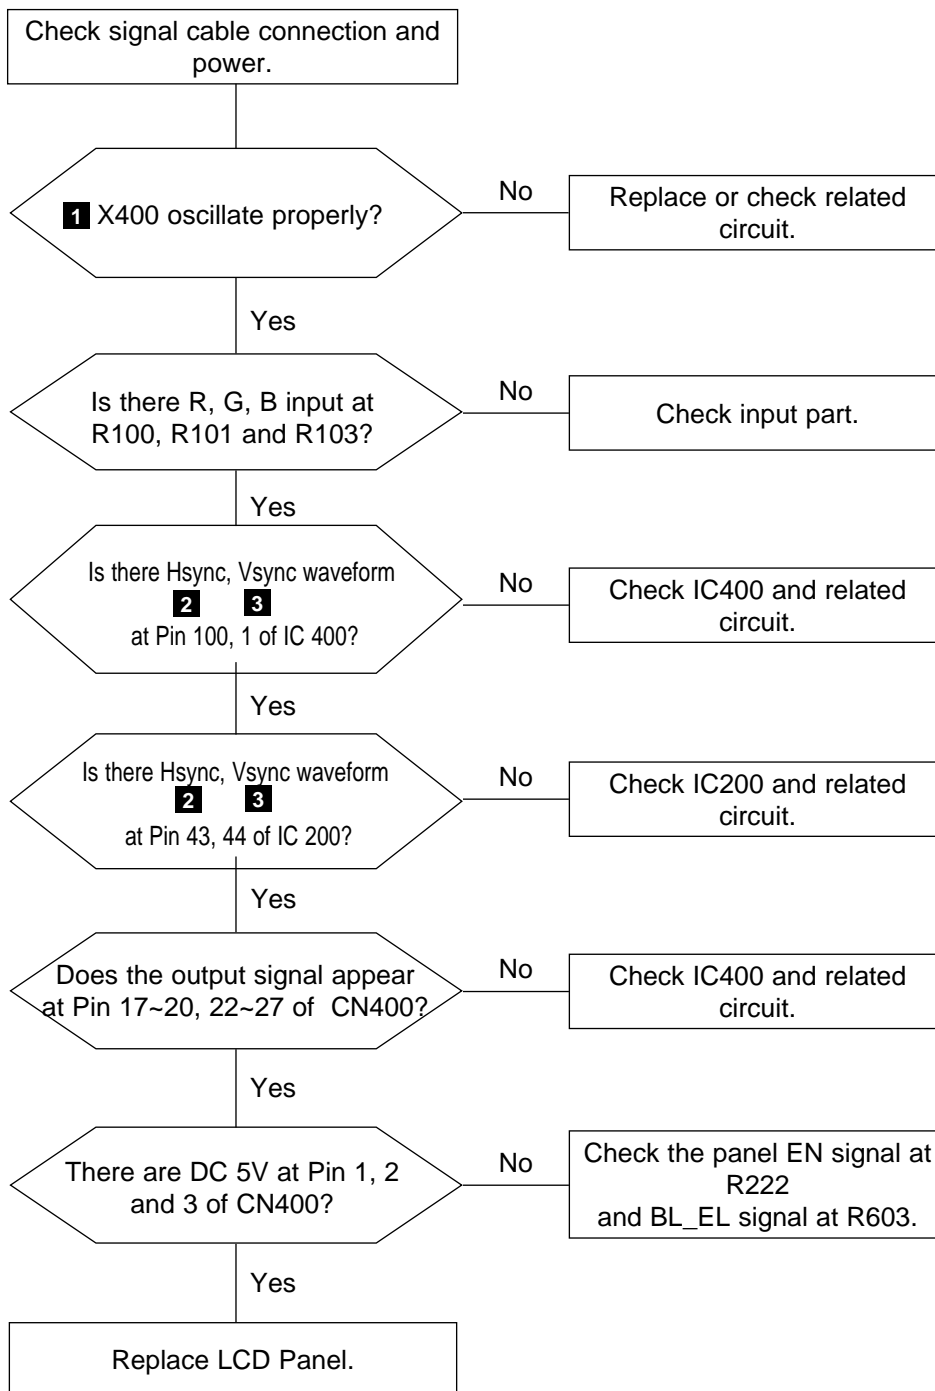 Check signal cable connection and
power.
1 X400 oscillate properly?
No
Replace or check related
circuit.
Yes
Is there R, G, B input at
R100, R101 and R103?
No
Check input part.
Yes
Is there Hsync, Vsync waveform
2 3
at Pin 100, 1 of IC 400?
No
Check IC400 and related
circuit.
Yes
Is there Hsync, Vsync waveform
2 3
at Pin 43, 44 of IC 200?
No
Check IC200 and related
circuit.
Yes
Does the output signal appear
at Pin 17~20, 22~27 of CN400?
No
Check IC400 and related
circuit.
Yes
There are DC 5V at Pin 1, 2
and 3 of CN400?
No
Check the panel EN signal at
R222
and BL_EL signal at R603.
Yes
Replace LCD Panel.